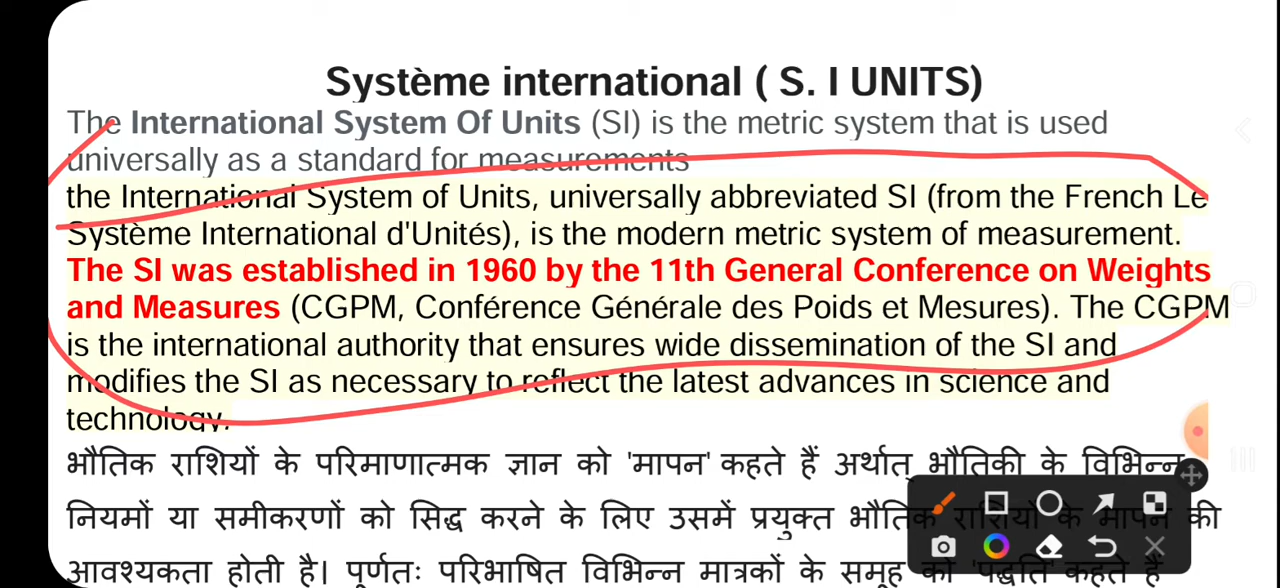 Système international ( S. I UNITS)
The International System Of Units (SI) is the metric system that is used
universally as a standard for measurements
the International System of Units, universally abbreviated SI (from the French Le
Système International d'Unités), is the modern metric system of measurement.
The SI was established in 1960 by the 11th General Conference on Weights
and Measures (CGPM, Conférence Générale des Poids et Mesures). The CGPM
is the international authority that ensures wide dissemination of the SI and
modifies the SI as necessary to reflect the latest advances in science and
technology.
भौतिक राशियों के परिमाणात्मक ज्ञान को 'मापन' कहते हैं अर्थात् भौतिकी के विभिन्न
नियमों या समीकरणों को सिद्ध करने के लिए उसमें प्रयुक्त भौतिक राशियों के मापन की
आवश्यकता होती है। पूर्णतः परिभाषित विभिन्न मात्रकों के समूह को 'पद्धति' कहते हैं